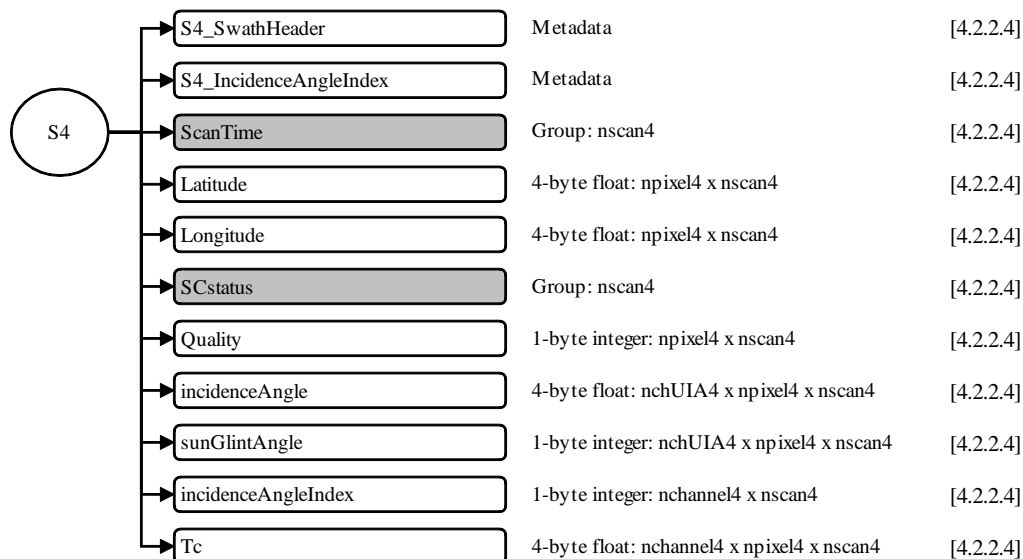 S4_SwathHeader Metadata [4.2.2.4]
S4_IncidenceAngleIndex Metadata [4.2.2.4]
S4 ScanTime Group: nscan4 [4.2.2.4]
Latitude 4-byte float: npixel4 x nscan4 [4.2.2.4]
Longitude 4-byte float: npixel4 x nscan4 [4.2.2.4]
SCstatus Group: nscan4 [4.2.2.4]
Quality 1-byte integer: npixel4 x nscan4 [4.2.2.4]
incidenceAngle 4-byte float: nchUIA4 x npixel4 x nscan4 [4.2.2.4]
sunGlintAngle 1-byte integer: nchUIA4 x npixel4 x nscan4 [4.2.2.4]
incidenceAngleIndex 1-byte integer: nchannel4 x nscan4 [4.2.2.4]
Tc 4-byte float: nchannel4 x npixel4 x nscan4 [4.2.2.4]